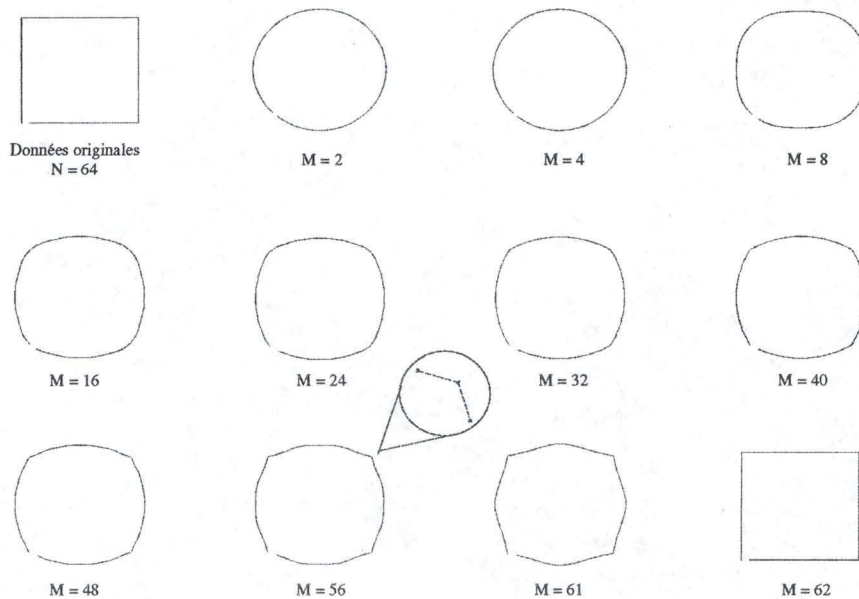 Données originales
N = 64
M = 2
M = 4
M = 8
M = 16
M = 24
M = 32
M = 40
M = 48
M = 56
M = 61
M = 62